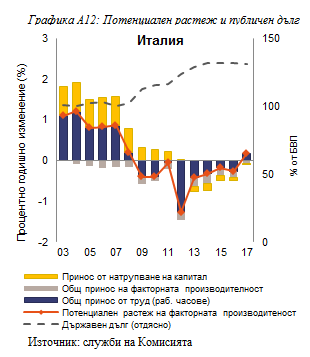 Графика A12: Потенциален растеж и публичен дълг
Италия
Процентно годишно изменение (%)
3
2
1
0
-1
-2
150
100
50
0
% от БВП
03 05 07 09 11 13 15 17
Принос от натрупване на капитал
Общ принос на факторната производителност
Общ принос от труд (раб. часове)
Потенциален растеж на факторната производитеност
Държавен дълг (отдясно)
Източник: служби на Комисията